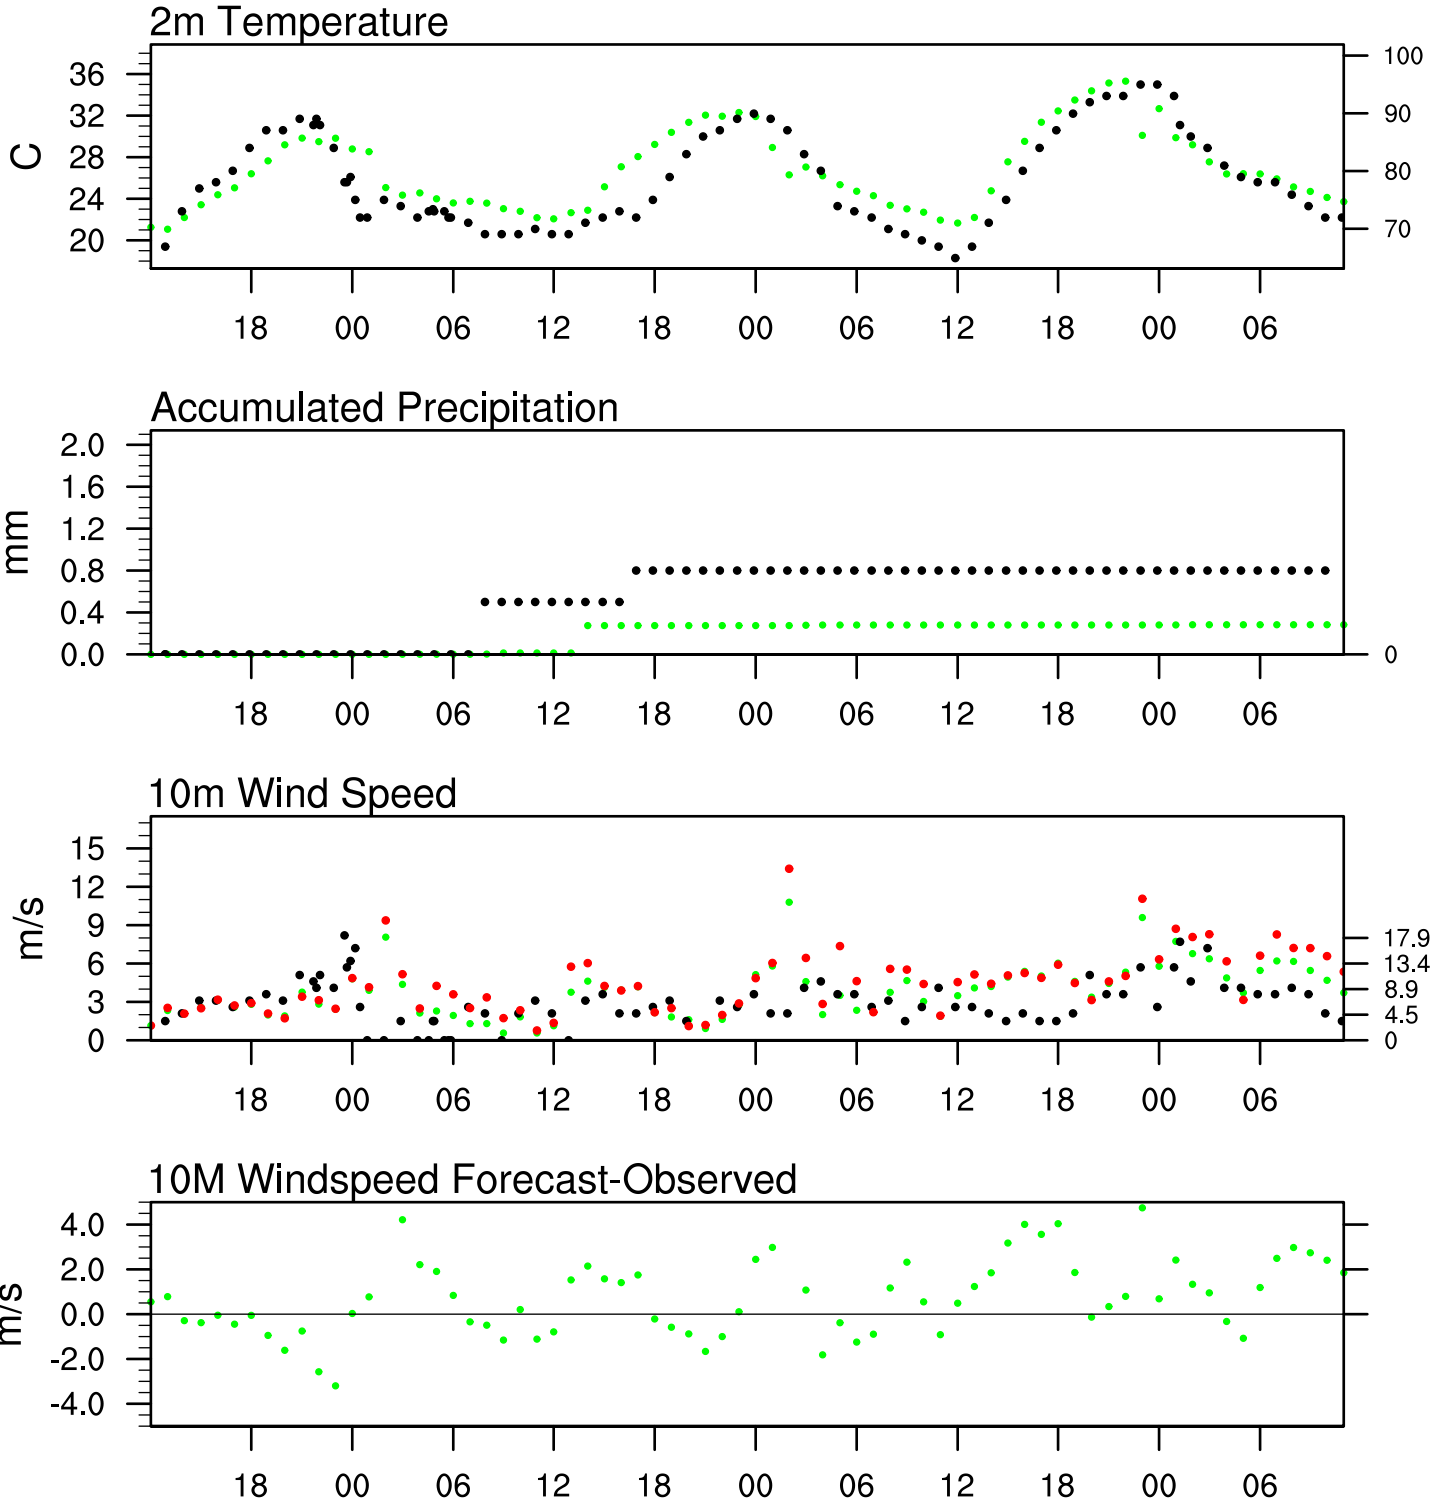 2m Temperature
36 100
32 90
28 80
24 70
20
C
18 00 06 12 18 00 06 12 18 00 06
Accumulated Precipitation
2.0
1.6
1.2
0.8
0.4
0.0 0
mm
18 00 06 12 18 00 06 12 18 00 06
10m Wind Speed
15
12
9 17.9
6 13.4
3 8.9
0 4.5
0
m/s
18 00 06 12 18 00 06 12 18 00 06
10M Windspeed Forecast-Observed
4.0
2.0
0.0
-2.0
-4.0
m/s
18 00 06 12 18 00 06 12 18 00 06